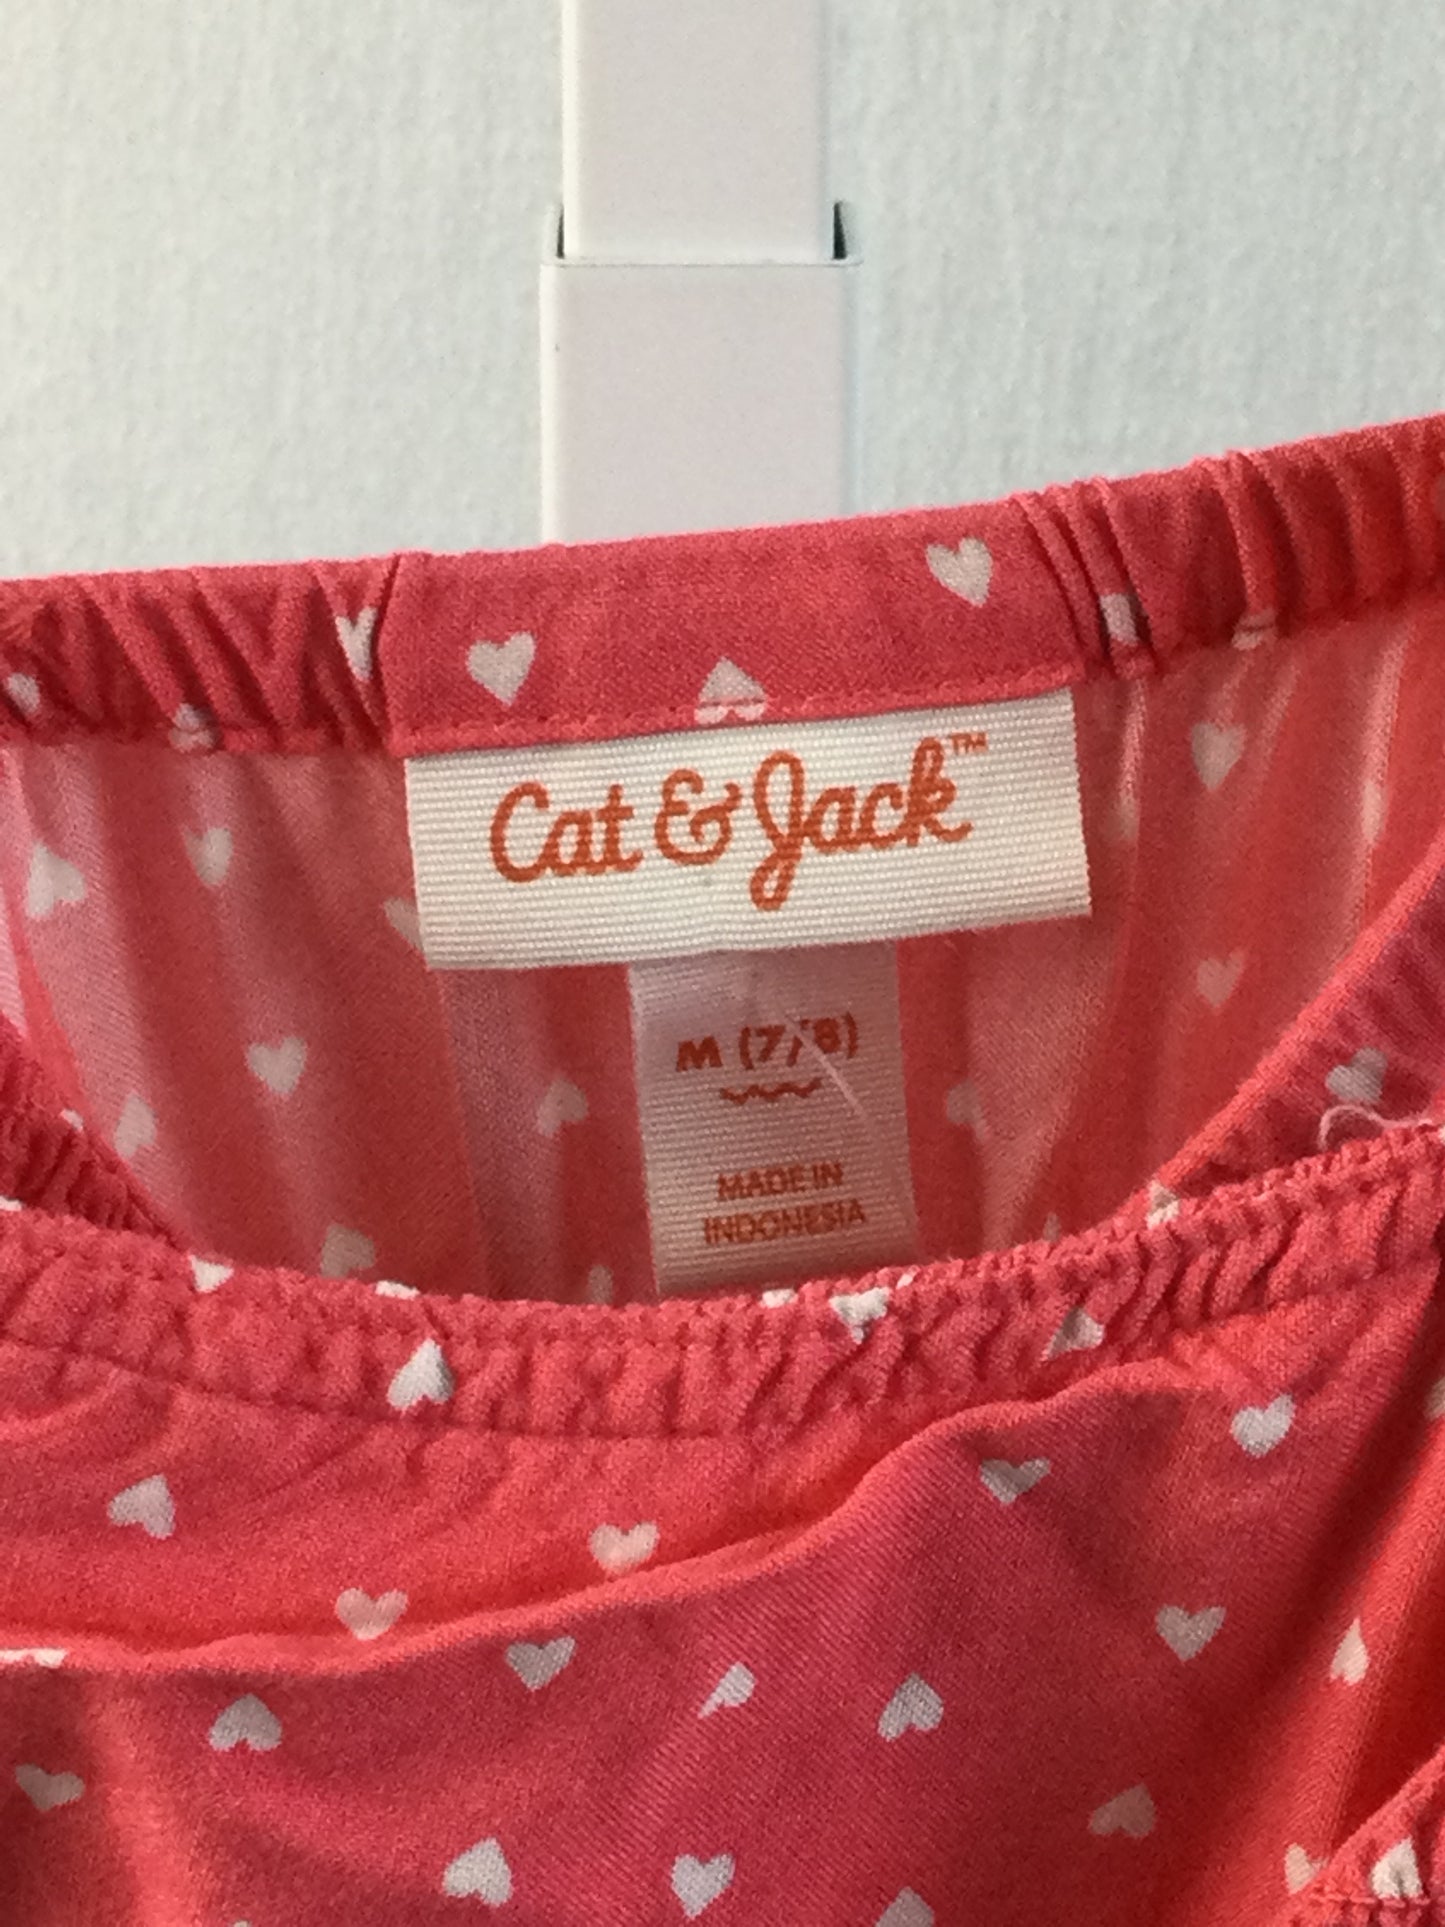 Cat & Jack™
M (7/8)
MADE IN
INDONESIA